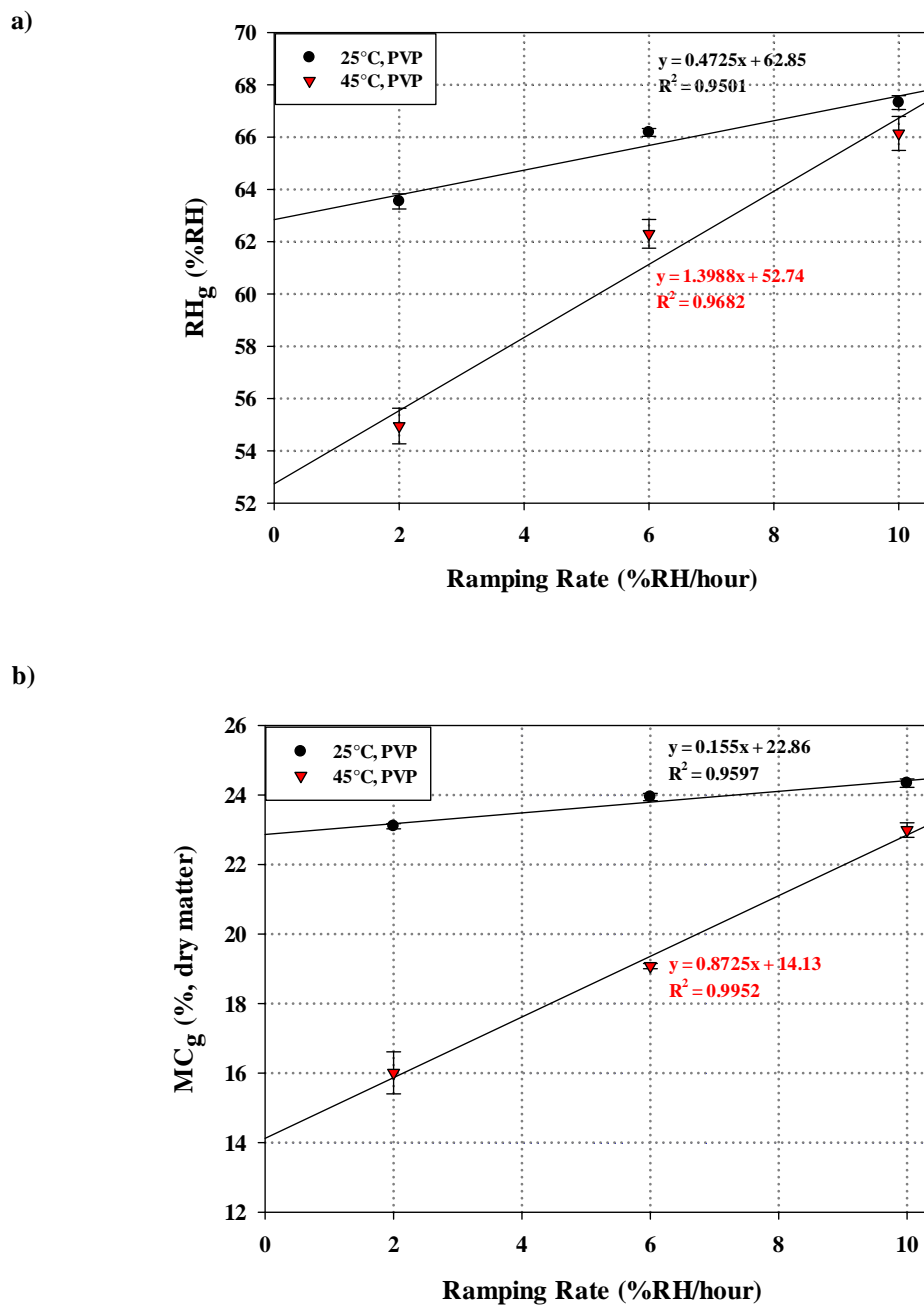 a)
25°C, PVP
45°C, PVP
y = 0.4725x + 62.85
R² = 0.9501
y = 1.3988x + 52.74
R² = 0.9682
68
66
64
62
60
58
56
54
52
RHg (%RH)
0 2 4 6 8 10
Ramping Rate (%RH/hour)
b)
25°C, PVP
45°C, PVP
y = 0.155x + 22.86
R² = 0.9597
y = 0.8725x + 14.13
R² = 0.9952
26
24
22
20
18
16
14
12
MCg (%, dry matter)
0 2 4 6 8 10
Ramping Rate (%RH/hour)